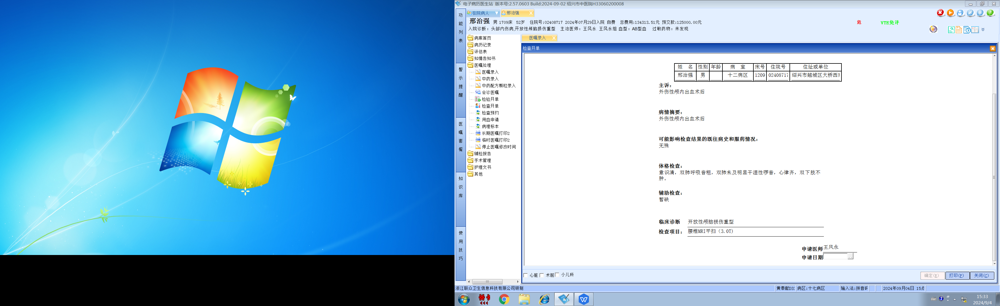 电子病历医生站 版本号:2.57.0603 Build:2024-09-02 绍兴市中医院H33060200008
在院病人
邢治强
邢治强 男 1709床 52岁 住院号:02408717 2024年07月29日入院 自费 总费用:134313.51元 预交款:125000.00元
危
VTE免评
入院诊断: 头部内伤病,开放性颅脑损伤重型 主治医师: 王风永 王风永组 血型: AB型血 过敏药物: 未发现
功能列表
警示提醒
医嘱套餐
知识库
使用技巧
病案首页
病历记录
评估表
知情告知书
医嘱处理
医嘱录入
中药录入
中药配方颗粒录入
会诊医嘱
检验开单
检查开单
检查预约
用血申请
病理标本
长期医嘱打印2
临时医嘱打印2
停止医嘱修改时间
辅检报告
手术管理
护理文书
其他
医嘱录入
检查开单
姓 名 性别 年龄 病 室 床号 住院号 住址或单位
邢治强 男 十二病区 1209 02408717 绍兴市越城区大桥西
主诉:
外伤性颅内出血术后
病情摘要:
外伤性颅内出血术后
可能影响检查结果的既往病史和服药情况:
无殊
体格检查:
意识清，双肺呼吸音粗，双肺未及明显干湿性啰音，心律齐，双下肢不
肿。
辅助检查:
暂缺
临床诊断 开放性颅脑损伤重型
检查项目: 腰椎MRI平扫（3.0T）
申请医师 王风永
申请日期
心脏 术前 小儿科
确定(E) 打印(P) 关闭(C)
浙江联众卫生信息科技有限公司研制
黄奉献D3 病区:十七病区 输入法:拼音码 2024年09月04日 15点
15:33
2024/9/4